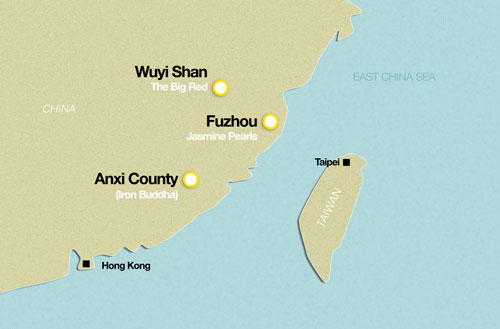 Wuyi Shan
The Big Red
EAST CHINA SEA
CHINA
Fuzhou
Jasmine Pearls
Taipei
Anxi County
(Iron Buddha)
TAIWAN
Hong Kong